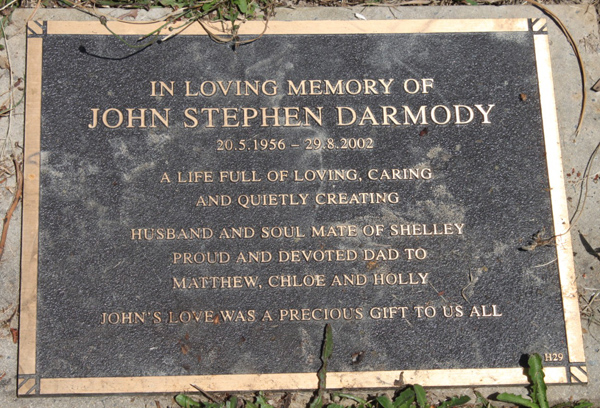 IN LOVING MEMORY OF
JOHN STEPHEN DARMODY
20.5.1956 – 29.8.2002
A LIFE FULL OF LOVING, CARING
AND QUIETLY CREATING
HUSBAND AND SOUL MATE OF SHELLEY
PROUD AND DEVOTED DAD TO
MATTHEW, CHLOE AND HOLLY
JOHN'S LOVE WAS A PRECIOUS GIFT TO US ALL
H29